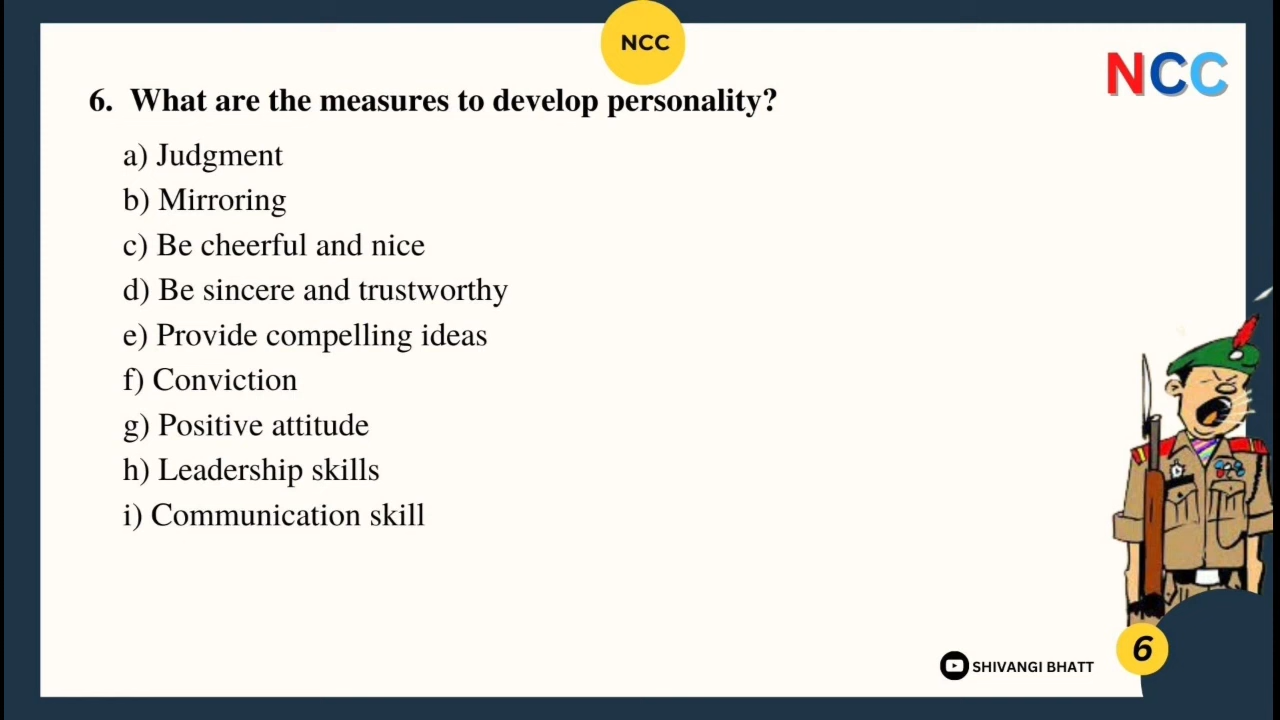 NCC
NCC
6. What are the measures to develop personality?
a) Judgment
b) Mirroring
c) Be cheerful and nice
d) Be sincere and trustworthy
e) Provide compelling ideas
f) Conviction
g) Positive attitude
h) Leadership skills
i) Communication skill
SHIVANGI BHATT
6